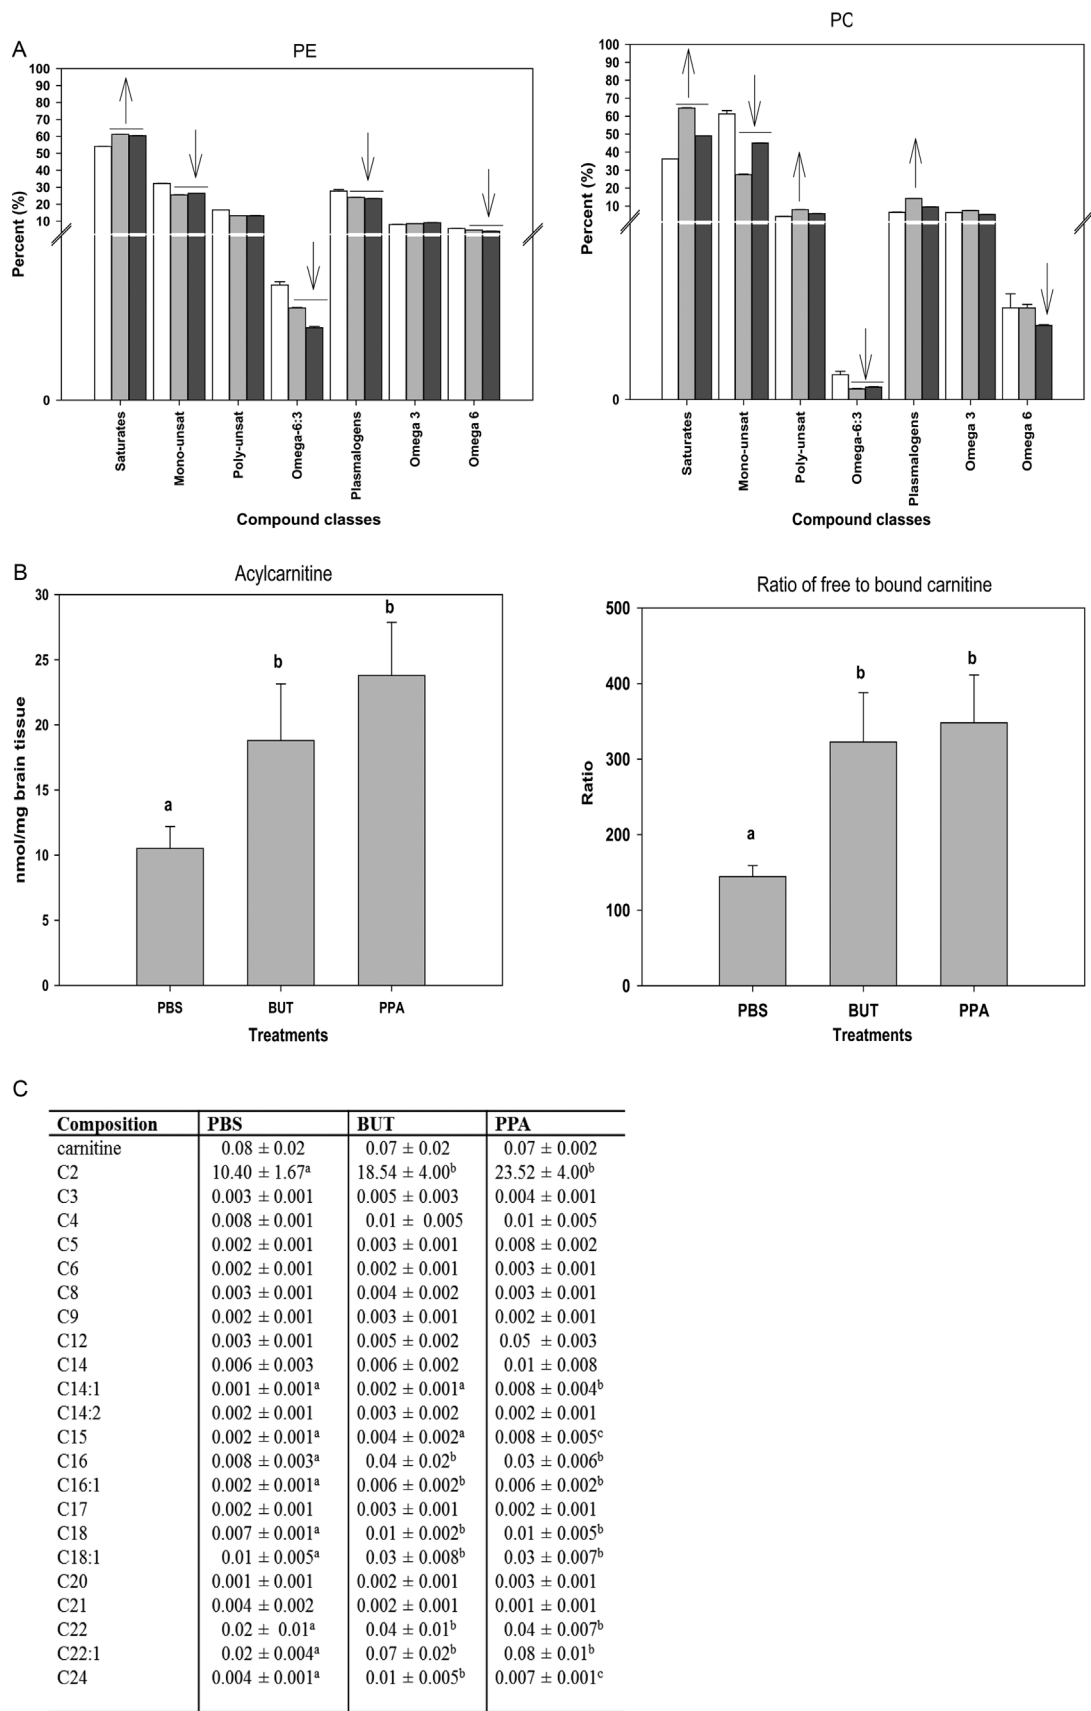 A
PE
PC
100
90
80
70
60
50
40
30
20
10
0
Percent (%)
Saturates
Mono-unsat
Poly-unsat
Omega-6:3
Plasmalogens
Omega 3
Omega 6
Compound classes
100
90
80
70
60
50
40
30
20
10
0
Percent (%)
Saturates
Mono-unsat
Poly-unsat
Omega-6:3
Plasmalogens
Omega 3
Omega 6
Compound classes
B
Acylcarnitine
30
25
20
15
10
5
0
nmol/mg brain tissue
a
b
b
PBS BUT PPA
Treatments
Ratio of free to bound carnitine
500
400
300
200
100
0
Ratio
a
b
b
PBS BUT PPA
Treatments
C
Composition PBS BUT PPA
carnitine 0.08 ± 0.02 0.07 ± 0.02 0.07 ± 0.002
C2 10.40 ± 1.67ᵃ 18.54 ± 4.00ᵇ 23.52 ± 4.00ᵇ
C3 0.003 ± 0.001 0.005 ± 0.003 0.004 ± 0.001
C4 0.008 ± 0.001 0.01 ± 0.005 0.01 ± 0.005
C5 0.002 ± 0.001 0.003 ± 0.001 0.008 ± 0.002
C6 0.002 ± 0.001 0.002 ± 0.001 0.003 ± 0.001
C8 0.003 ± 0.001 0.004 ± 0.002 0.003 ± 0.001
C9 0.002 ± 0.001 0.003 ± 0.001 0.002 ± 0.001
C12 0.003 ± 0.001 0.005 ± 0.002 0.05 ± 0.003
C14 0.006 ± 0.003 0.006 ± 0.002 0.01 ± 0.008
C14:1 0.001 ± 0.001ᵃ 0.002 ± 0.001ᵃ 0.008 ± 0.004ᵇ
C14:2 0.002 ± 0.001 0.003 ± 0.002 0.002 ± 0.001
C15 0.002 ± 0.001ᵃ 0.004 ± 0.002ᵃ 0.008 ± 0.005ᶜ
C16 0.008 ± 0.003ᵃ 0.04 ± 0.02ᵇ 0.03 ± 0.006ᵇ
C16:1 0.002 ± 0.001ᵃ 0.006 ± 0.002ᵇ 0.006 ± 0.002ᵇ
C17 0.002 ± 0.001 0.003 ± 0.001 0.002 ± 0.001
C18 0.007 ± 0.001ᵃ 0.01 ± 0.002ᵇ 0.01 ± 0.005ᵇ
C18:1 0.01 ± 0.005ᵃ 0.03 ± 0.008ᵇ 0.03 ± 0.007ᵇ
C20 0.001 ± 0.001 0.002 ± 0.001 0.003 ± 0.001
C21 0.004 ± 0.002 0.002 ± 0.001 0.001 ± 0.001
C22 0.02 ± 0.01ᵃ 0.04 ± 0.01ᵇ 0.04 ± 0.007ᵇ
C22:1 0.02 ± 0.004ᵃ 0.07 ± 0.02ᵇ 0.08 ± 0.01ᵇ
C24 0.004 ± 0.001ᵃ 0.01 ± 0.005ᵇ 0.007 ± 0.001ᶜ